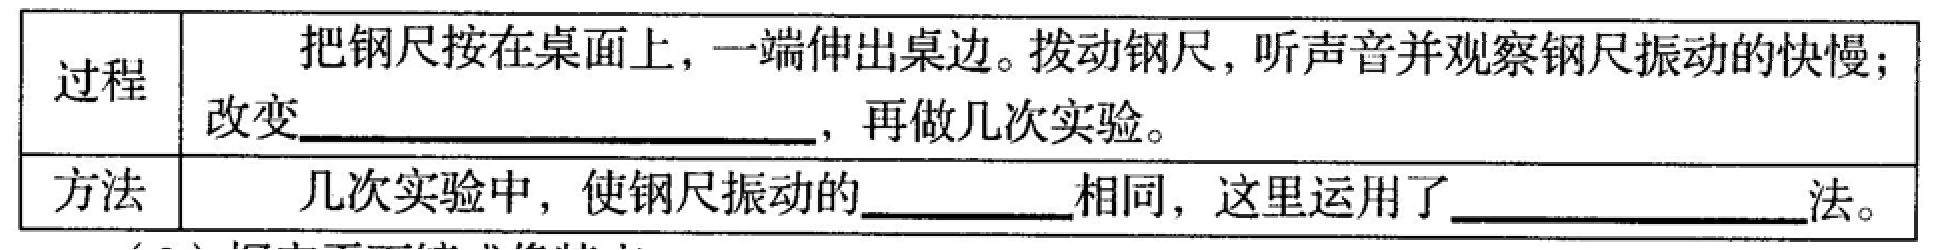 过程
把钢尺按在桌面上，一端伸出桌边。拨动钢尺，听声音并观察钢尺振动的快慢；
改变____________，再做几次实验。
方法
几次实验中，使钢尺振动的______相同，这里运用了__________法。